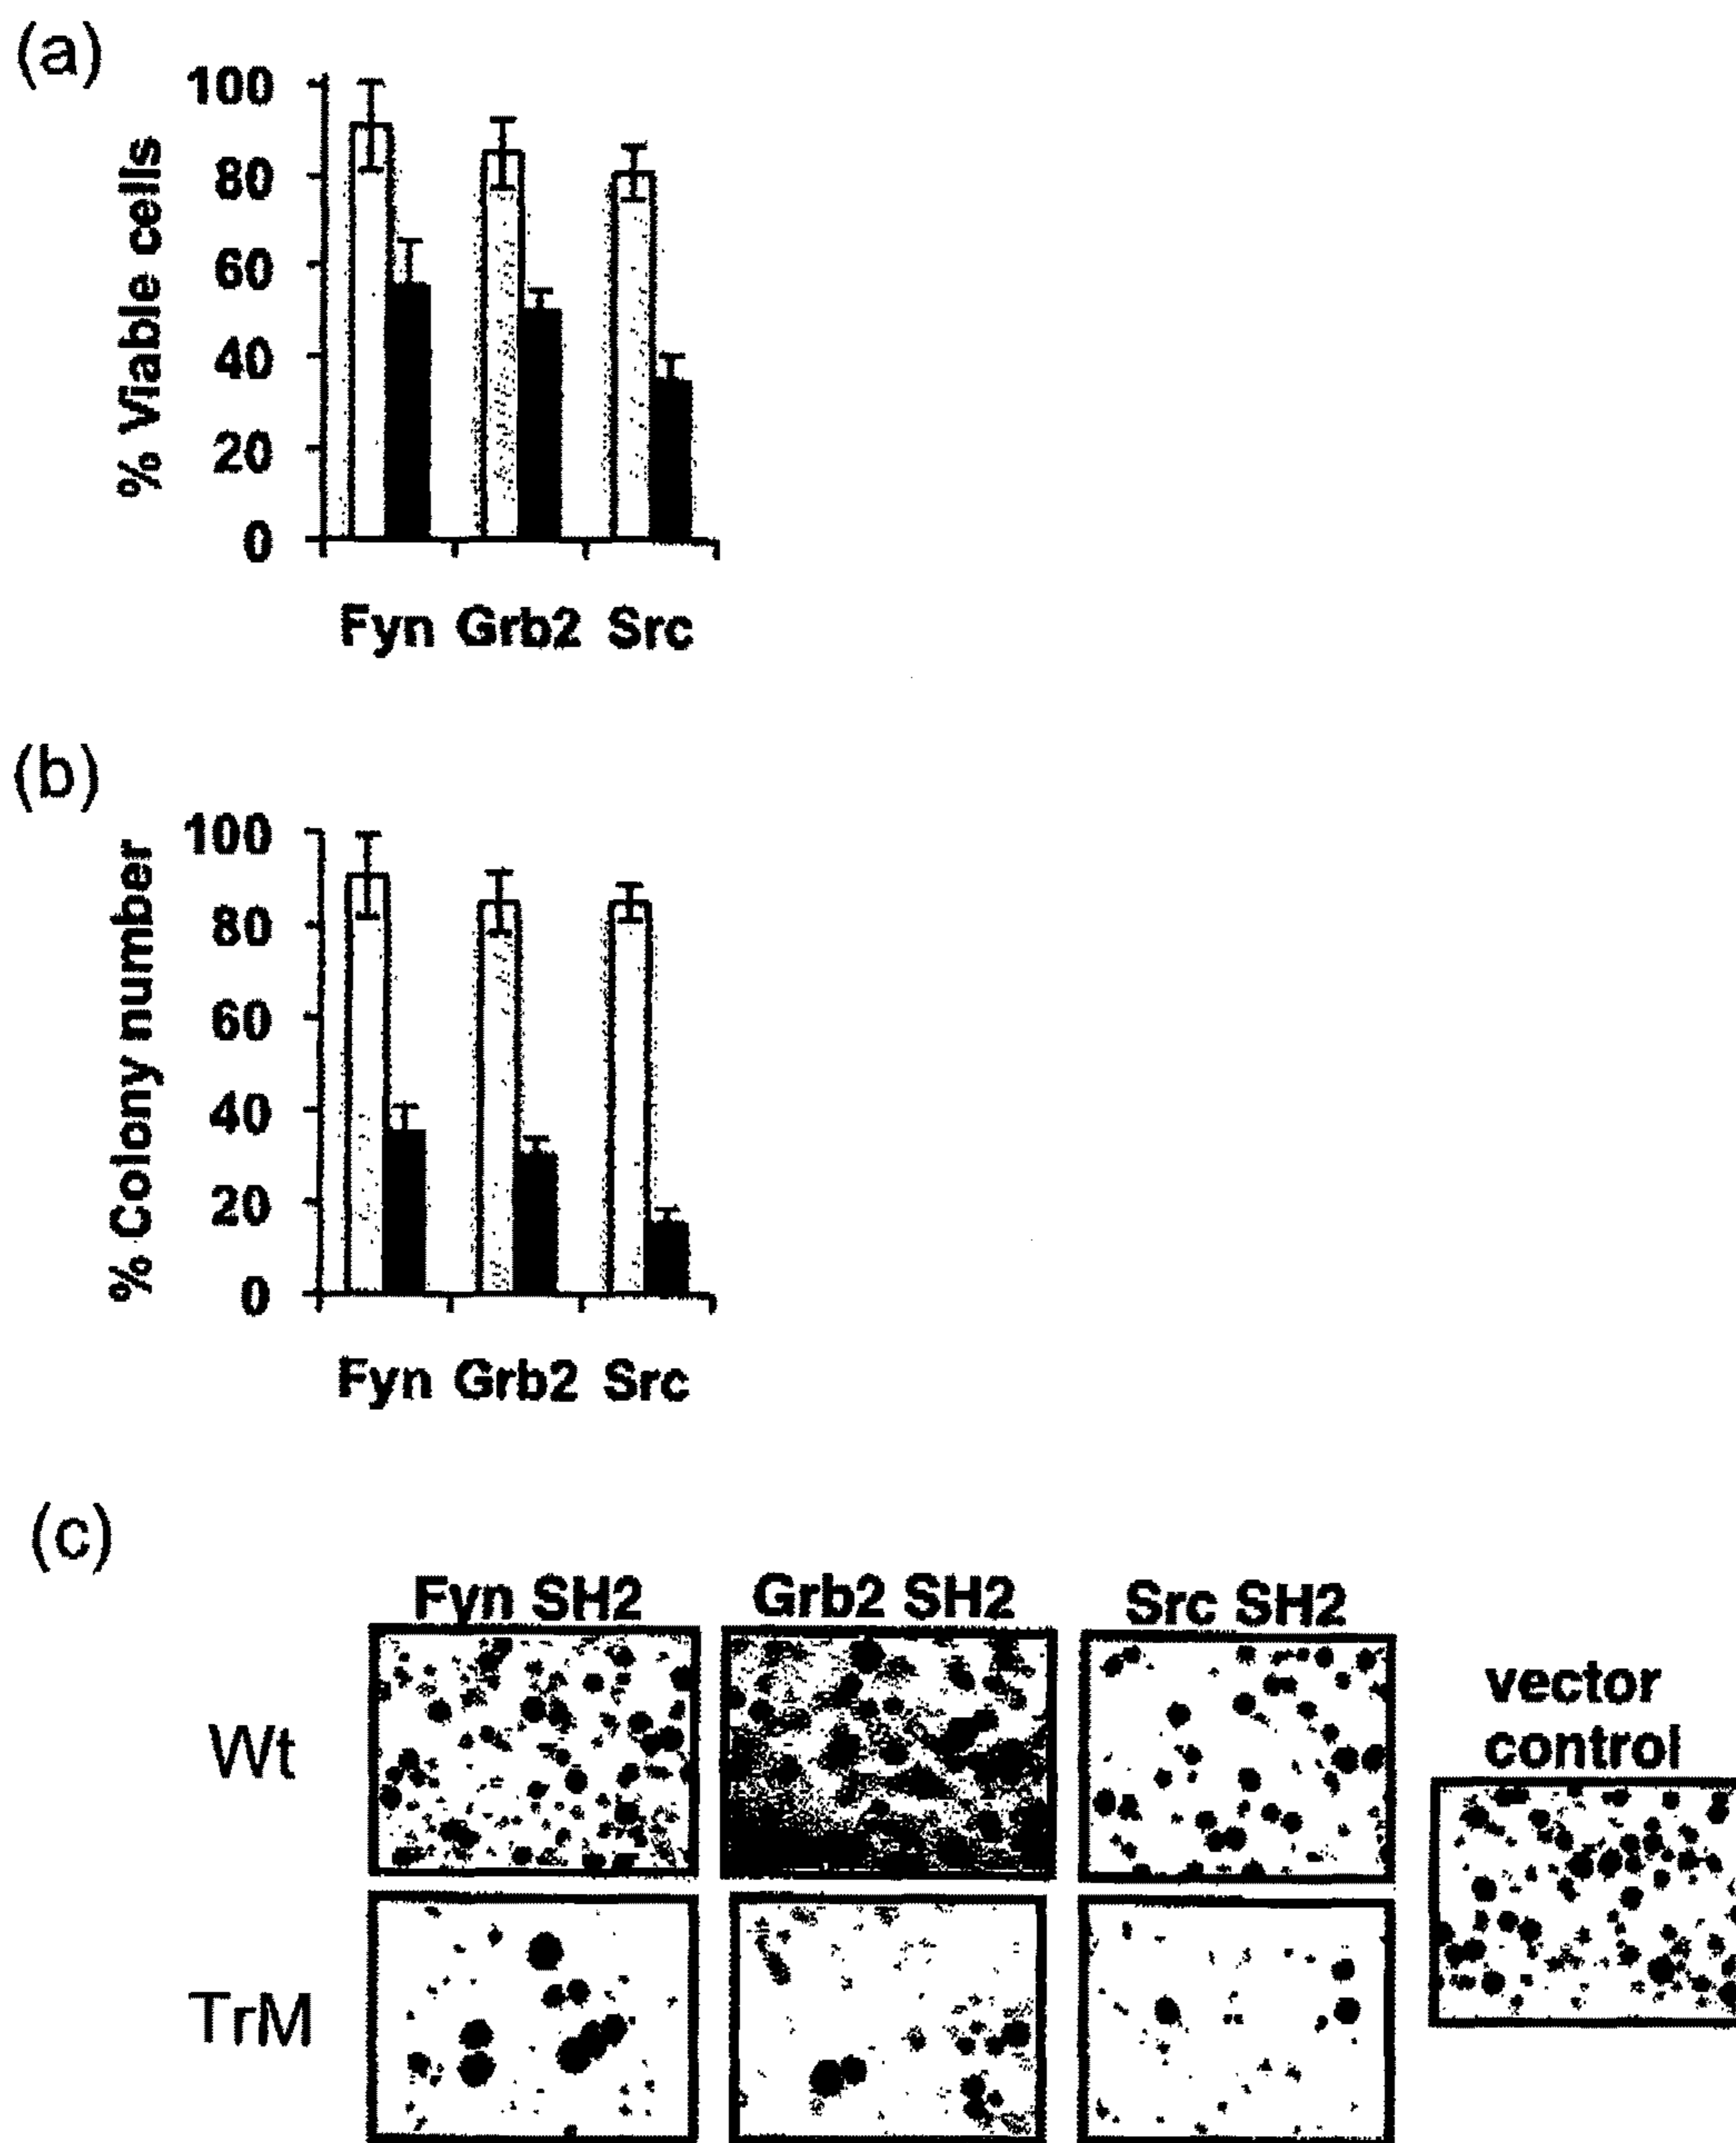 (a)
% Viable cells
100
80
60
40
20
0
Fyn Grb2 Src
(b)
% Colony number
100
80
60
40
20
0
Fyn Grb2 Src
(c)
Fyn SH2 Grb2 SH2 Src SH2
vector
control
Wt
TrM